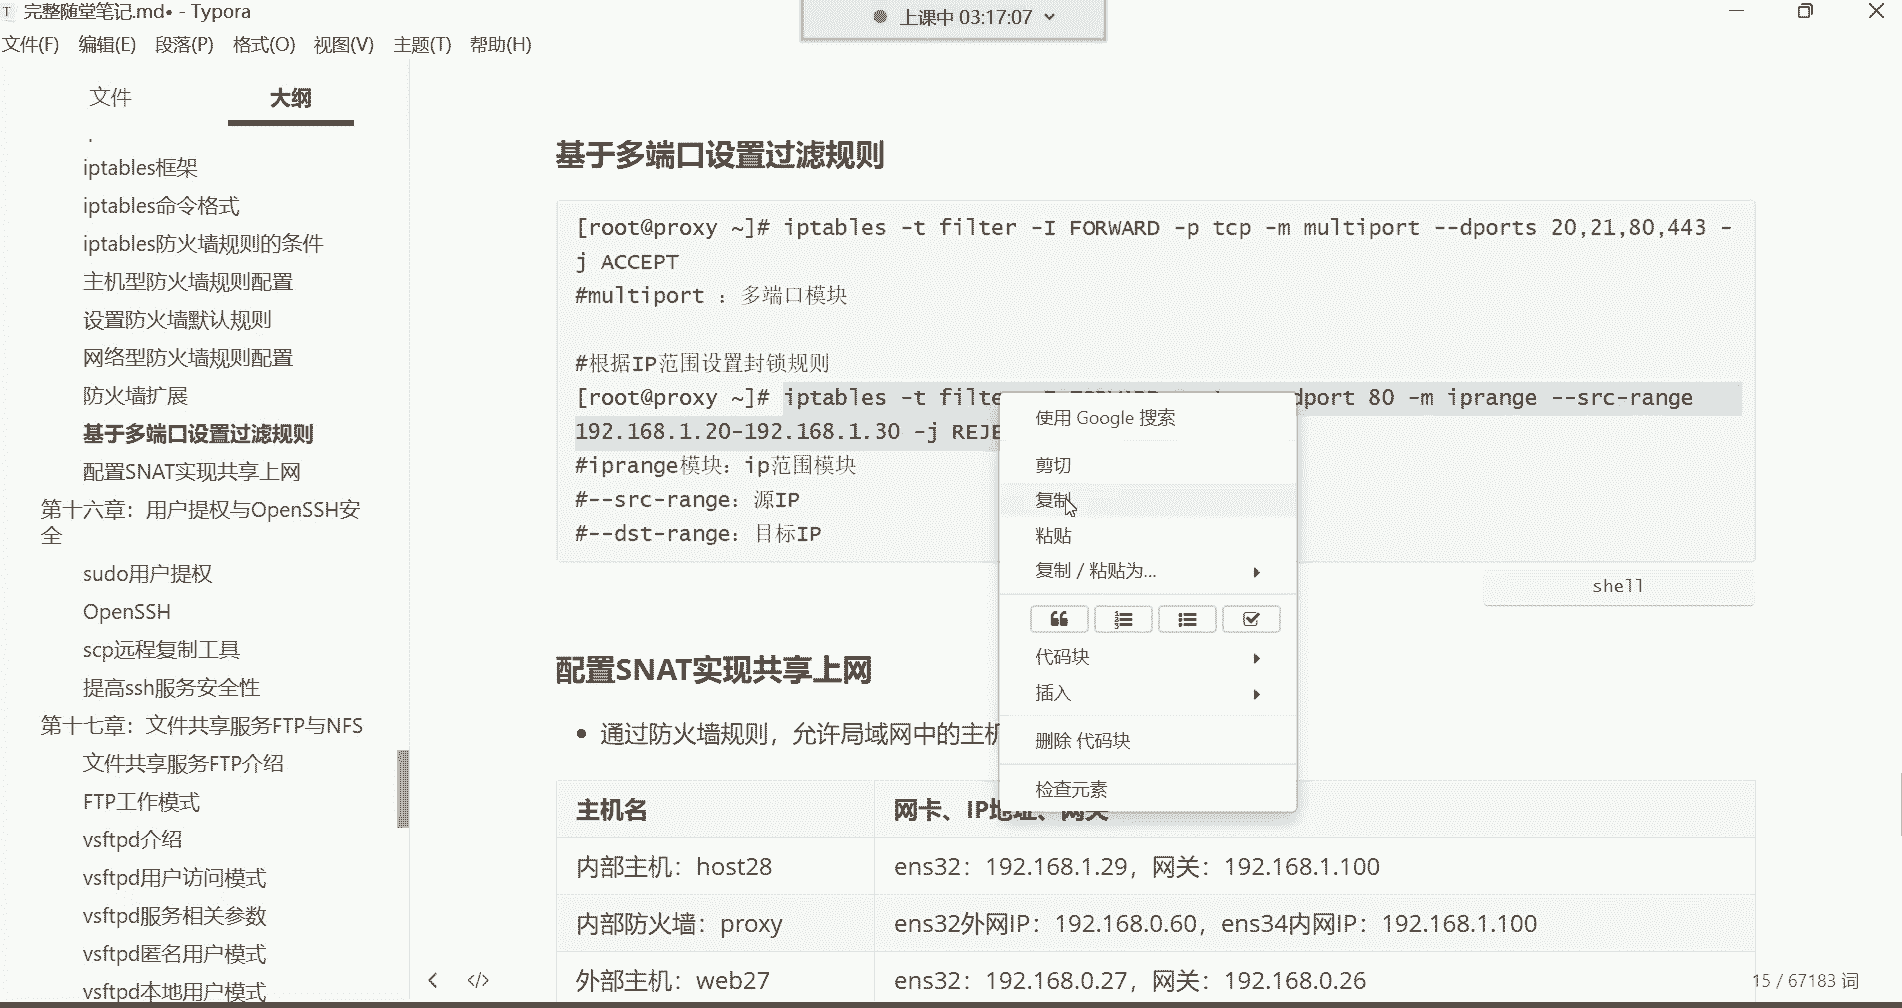 完整随堂笔记.md• - Typora
上课中 03:17:07
文件(F) 编辑(E) 段落(P) 格式(O) 视图(V) 主题(T) 帮助(H)
文件
大纲
iptables框架
iptables命令格式
iptables防火墙规则的条件
主机型防火墙规则配置
设置防火墙默认规则
网络型防火墙规则配置
防火墙扩展
基于多端口设置过滤规则
配置SNAT实现共享上网
第十六章：用户提权与OpenSSH安
全
sudo用户提权
OpenSSH
scp远程复制工具
提高ssh服务安全性
第十七章：文件共享服务FTP与NFS
文件共享服务FTP介绍
FTP工作模式
vsftpd介绍
vsftpd用户访问模式
vsftpd服务相关参数
vsftpd匿名用户模式
vsftpd本地用户模式
基于多端口设置过滤规则
[root@proxy ~]# iptables -t filter -I FORWARD -p tcp -m multiport --dports 20,21,80,443 -
j ACCEPT
#multiport ：多端口模块
#根据IP范围设置封锁规则
[root@proxy ~]# iptables -t filte dport 80 -m iprange --src-range
192.168.1.20-192.168.1.30 -j REJE
#iprange模块：ip范围模块
#--src-range：源IP
#--dst-range：目标IP
shell
使用 Google 搜索
剪切
复制
粘贴
复制 / 粘贴为...
代码块
插入
删除 代码块
检查元素
配置SNAT实现共享上网
• 通过防火墙规则，允许局域网中的主机
主机名 网卡、IP地址、网关
内部主机：host28 ens32：192.168.1.29，网关：192.168.1.100
内部防火墙：proxy ens32外网IP：192.168.0.60，ens34内网IP：192.168.1.100
外部主机：web27 ens32：192.168.0.27，网关：192.168.0.26
15 / 67183 词